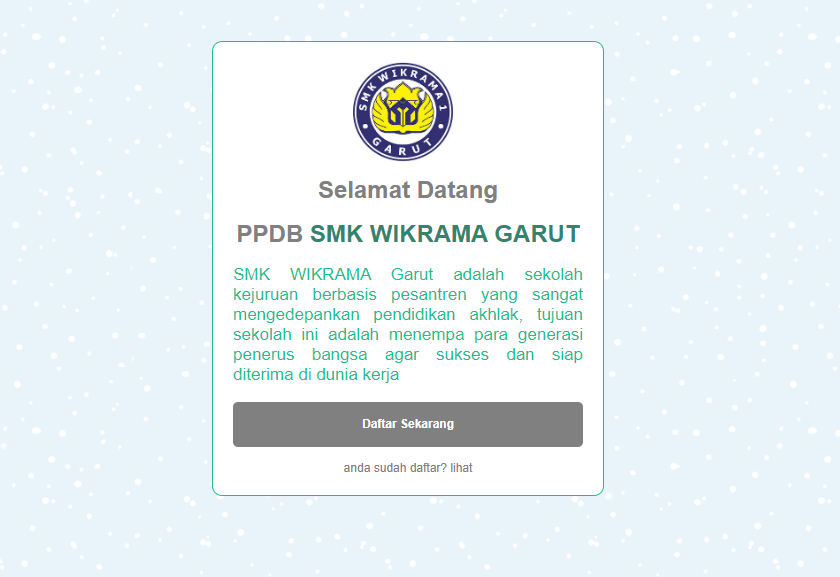 SMK WIKRAMA 1
GARUT
Selamat Datang
PPDB SMK WIKRAMA GARUT
SMK WIKRAMA Garut adalah sekolah
kejuruan berbasis pesantren yang sangat
mengedepankan pendidikan akhlak, tujuan
sekolah ini adalah menempa para generasi
penerus bangsa agar sukses dan siap
diterima di dunia kerja
Daftar Sekarang
anda sudah daftar? lihat